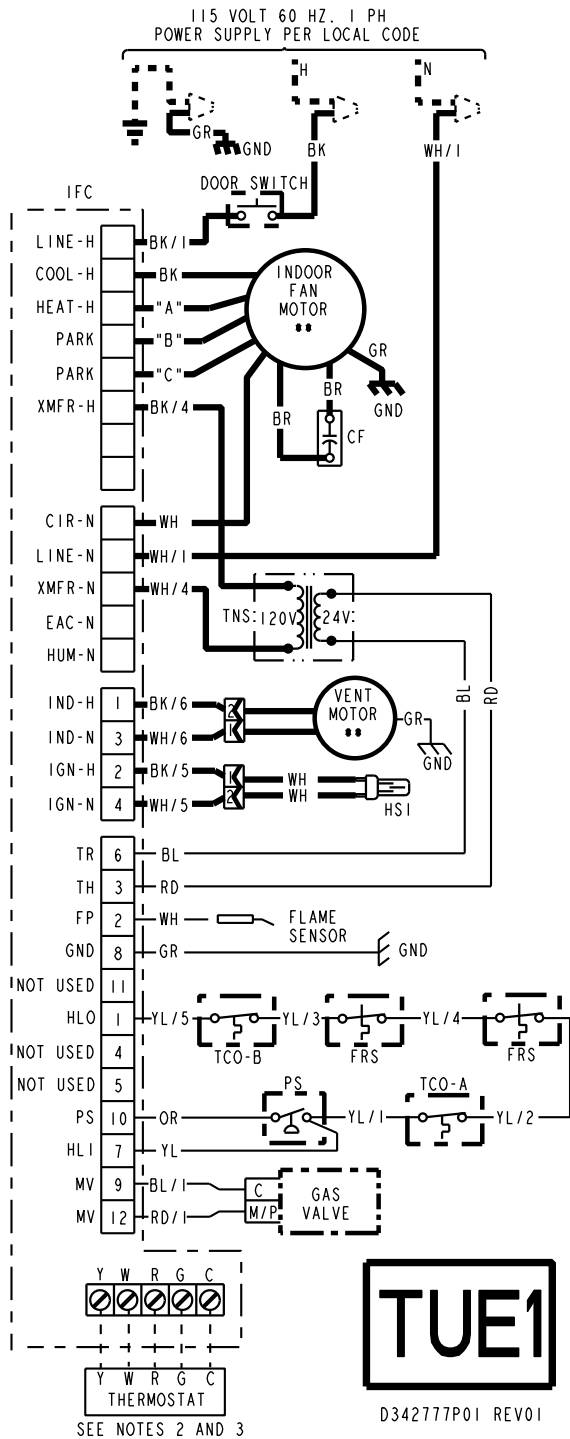 115 VOLT 60 HZ. 1 PH
POWER SUPPLY PER LOCAL CODE
H
N
GR
GND
BK
WH/1
IFC
DOOR SWITCH
LINE-H
BK/1
COOL-H
BK
HEAT-H
"A"
PARK
"B"
PARK
"C"
XMFR-H
BK/4
INDOOR
FAN
MOTOR
GR
GND
BR
BR
CF
CIR-N
WH
LINE-N
WH/1
XMFR-N
WH/4
EAC-N
HUM-N
TNS
120V
24V
BL
RD
IND-H 1 BK/6
IND-N 3 WH/6
IGN-H 2 BK/5
IGN-N 4 WH/5
2
1
1
2
VENT
MOTOR
GR
GND
WH
WH
HSI
TR 6 BL
TH 3 RD
FP 2 WH
FLAME
SENSOR
GND 8 GR
GND
NOT USED 11
HLO 1 YL/5
TCO-B
YL/3
FRS
YL/4
FRS
NOT USED 4
NOT USED 5
PS
TCO-A
PS 10 OR
YL/1
YL/2
HLI 7 YL
MV 9 BL/1
C
MV 12 RD/1
M/P
GAS
VALVE
Y W R G C
Y W R G C
THERMOSTAT
SEE NOTES 2 AND 3
TUE1
D342777P01 REV01